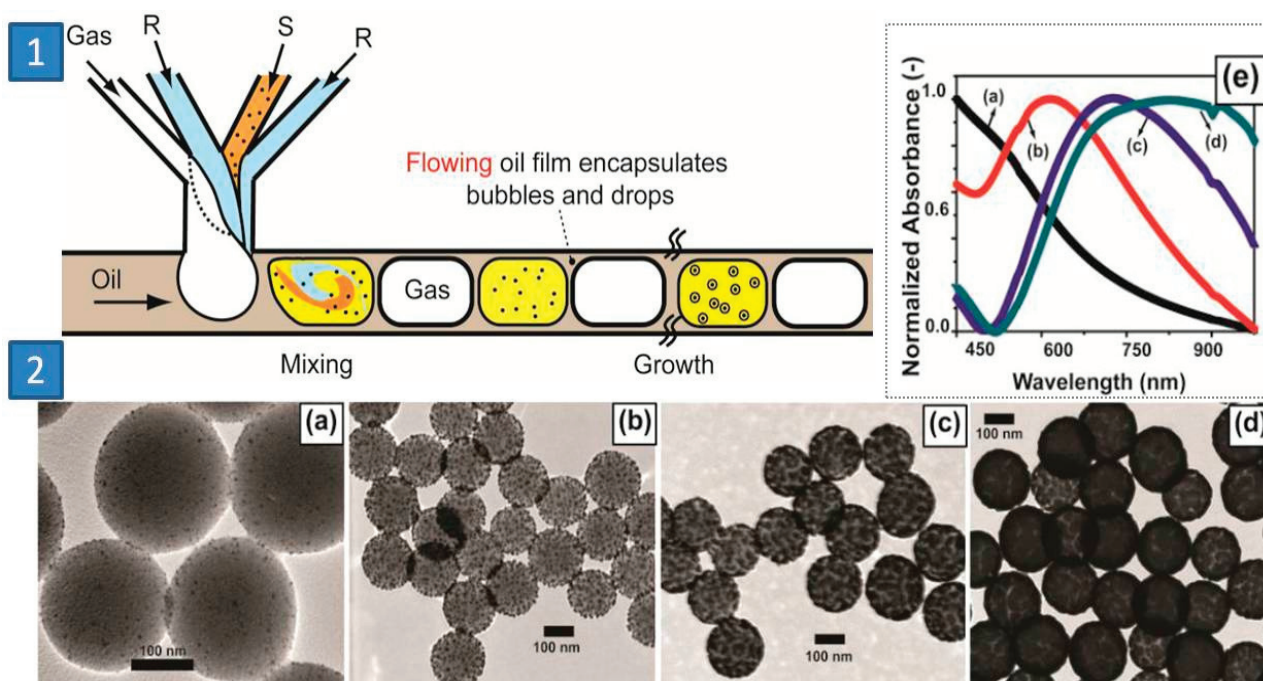 1
Gas
R
S
R
Flowing oil film encapsulates
bubbles and drops
Oil
Gas
Mixing
Growth
(e)
Normalized Absorbance (-)
1.0
0.6
0.0
(a)
(b)
(c)
(d)
450
600
750
900
Wavelength (nm)
2
(a)
100 nm
(b)
100 nm
(c)
100 nm
(d)
100 nm